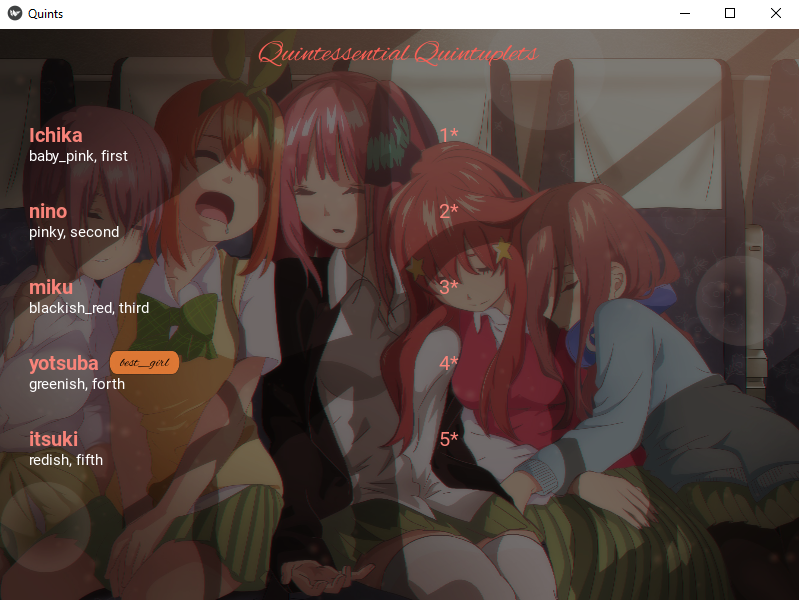 Quints
Quintessential Quintuplets
Ichika 1*
baby_pink, first
nino 2*
pinky, second
miku 3*
blackish_red, third
yotsuba best_girl 4*
greenish, forth
itsuki 5*
redish, fifth